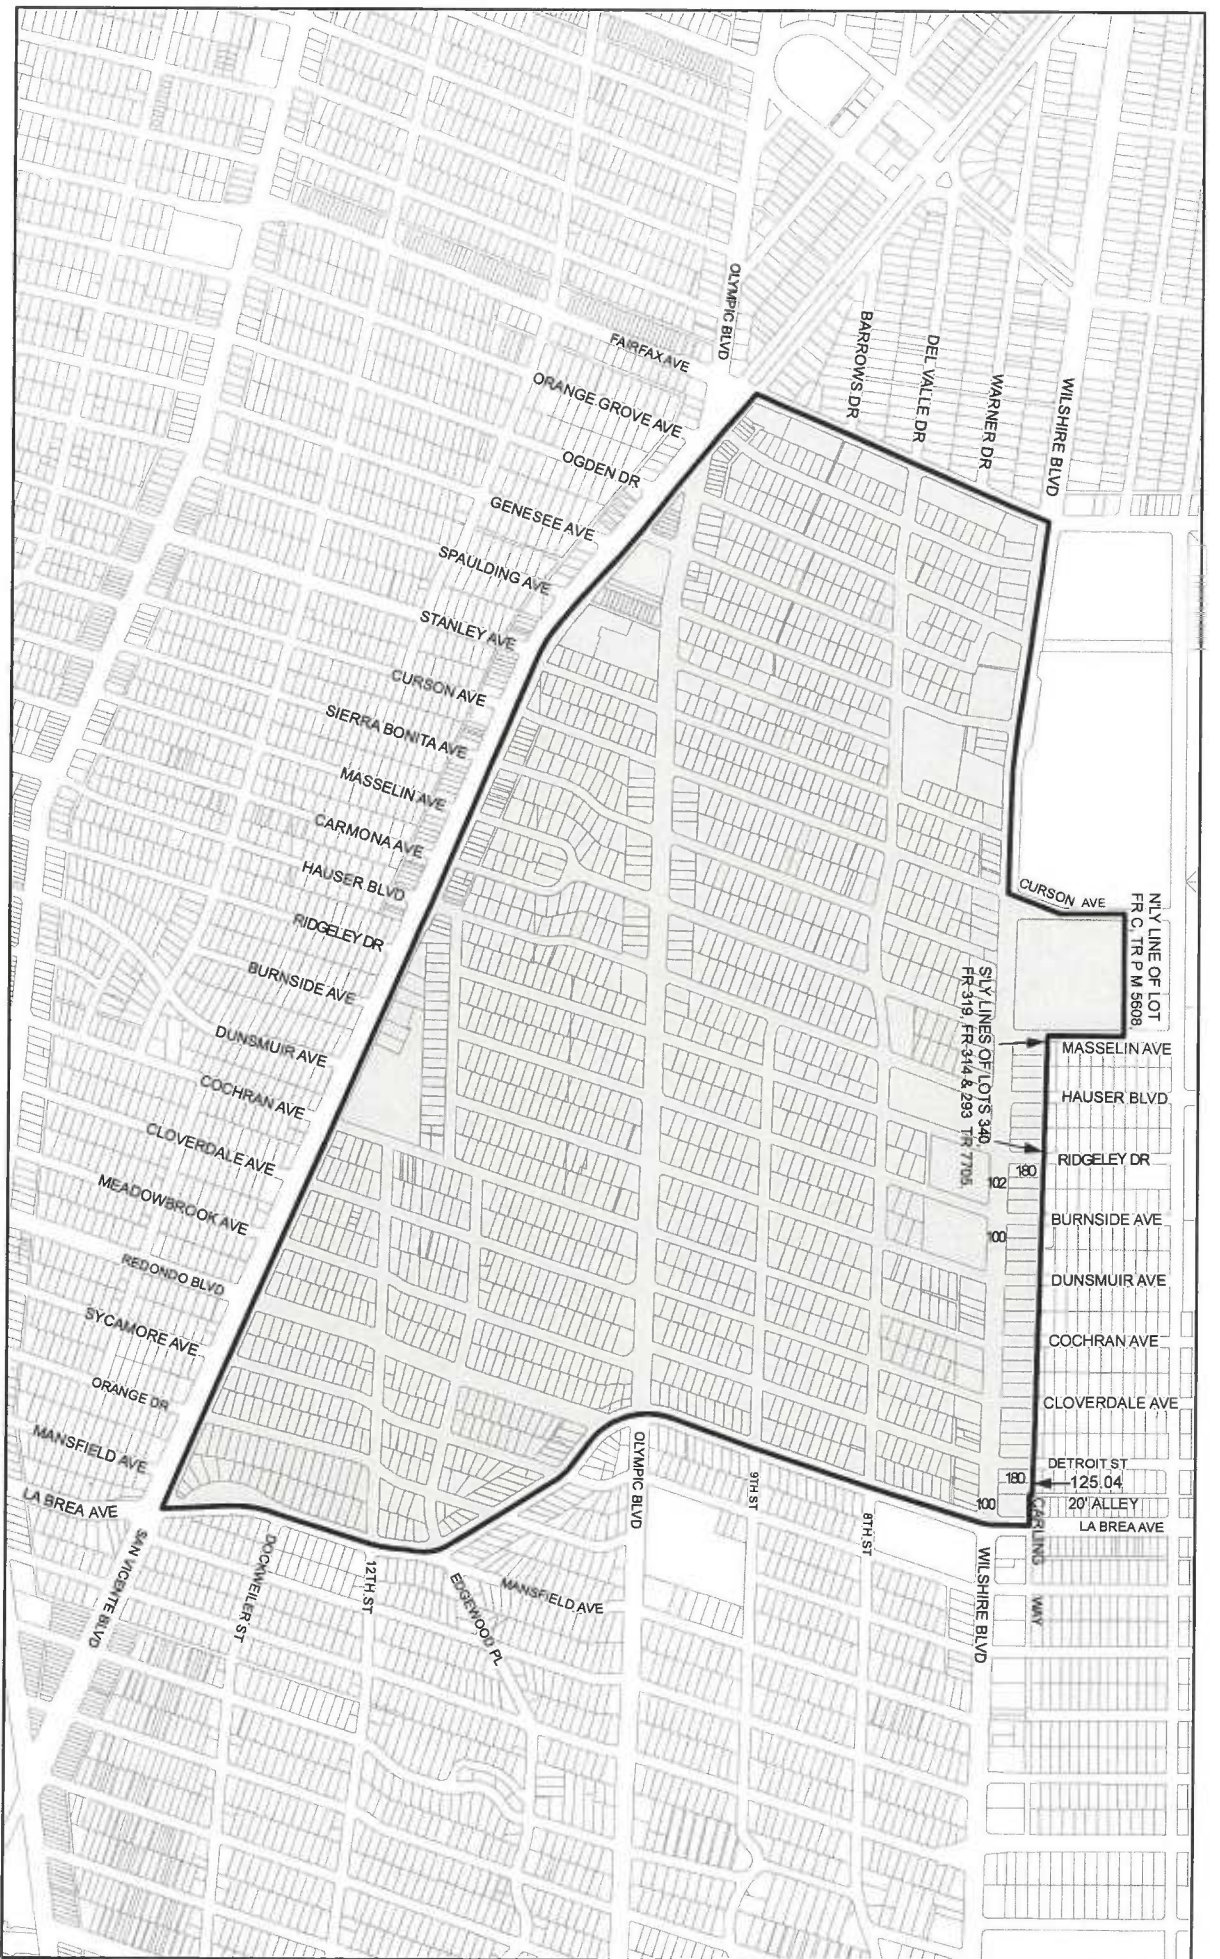 OLYMPIC BLVD
BARROWS DR
DEL VALLE DR
WARNER DR
WILSHIRE BLVD
FAIRFAX AVE
ORANGE GROVE AVE
OGDEN DR
GENESEE AVE
SPAULDING AVE
STANLEY AVE
CURSON AVE
SIERRA BONITA AVE
MASSELIN AVE
CARMONA AVE
HAUSER BLVD
RIDGELEY DR
BURNSIDE AVE
DUNSMUIR AVE
COCHRAN AVE
CLOVERDALE AVE
MEADOWBROOK AVE
REDONDO BLVD
SYCAMORE AVE
ORANGE DR
MANSFIELD AVE
LA BREA AVE
CURSON AVE
N'LY LINE OF LOT
FR C, TR P M 5608
S'LY LINES OF LOTS 340,
FR 319, FR 314 & 293 TR 7705
MASSELIN AVE
HAUSER BLVD
RIDGELEY DR
180
102
100
BURNSIDE AVE
DUNSMUIR AVE
COCHRAN AVE
CLOVERDALE AVE
DETROIT ST
125.04
20' ALLEY
LA BREA AVE
180
100
CARLING WAY
WILSHIRE BLVD
8TH ST
9TH ST
OLYMPIC BLVD
MANSFIELD AVE
EDGEWOOD PL
12TH ST
DOCKWEILER ST
SAN VICENTE BLVD